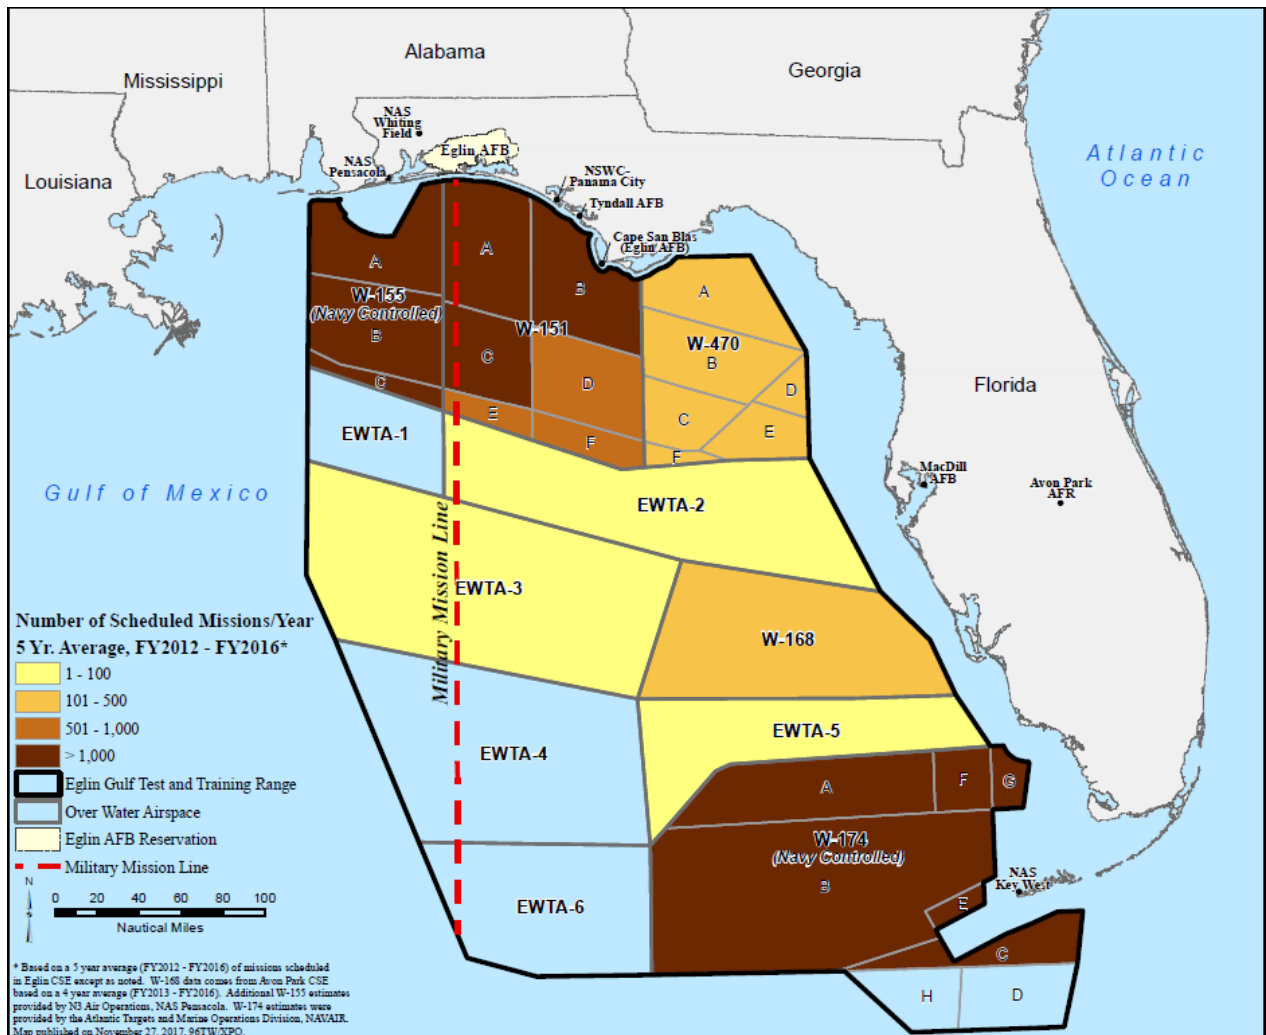 Alabama
Georgia
Mississippi
NAS
Whiting
Field
Eglin AFB
NAS
Pensacola
NSWC-
Panama City
Tyndall AFB
Atlantic
Ocean
Louisiana
Cape San Blas
(Eglin AFB)
A
A
B
A
W-155
(Navy Controlled)
B
W-151
C
W-470
B
C
D
D
Florida
E
F
C
E
F
EWTA-1
MacDill
AFB
Avon Park
AFR
Gulf of Mexico
EWTA-2
Military Mission Line
EWTA-3
W-168
EWTA-5
EWTA-4
A
F
G
W-174
(Navy Controlled)
B
NAS
Key West
E
EWTA-6
C
H
D
Number of Scheduled Missions/Year
5 Yr. Average, FY2012 - FY2016*
1 - 100
101 - 500
501 - 1,000
> 1,000
Eglin Gulf Test and Training Range
Over Water Airspace
Eglin AFB Reservation
Military Mission Line
N
0 20 40 60 80 100
Nautical Miles
* Based on a 5 year average (FY2012 - FY2016) of missions scheduled
in Eglin CSE except as noted. W-168 data comes from Avon Park CSE
based on a 4 year average (FY2013 - FY2016). Additional W-155 estimates
provided by N3 Air Operations, NAS Pensacola. W-174 estimates were
provided by the Atlantic Targets and Marine Operations Division, NAVAIR.
Map published on November 27, 2017, 96TW/XPO.